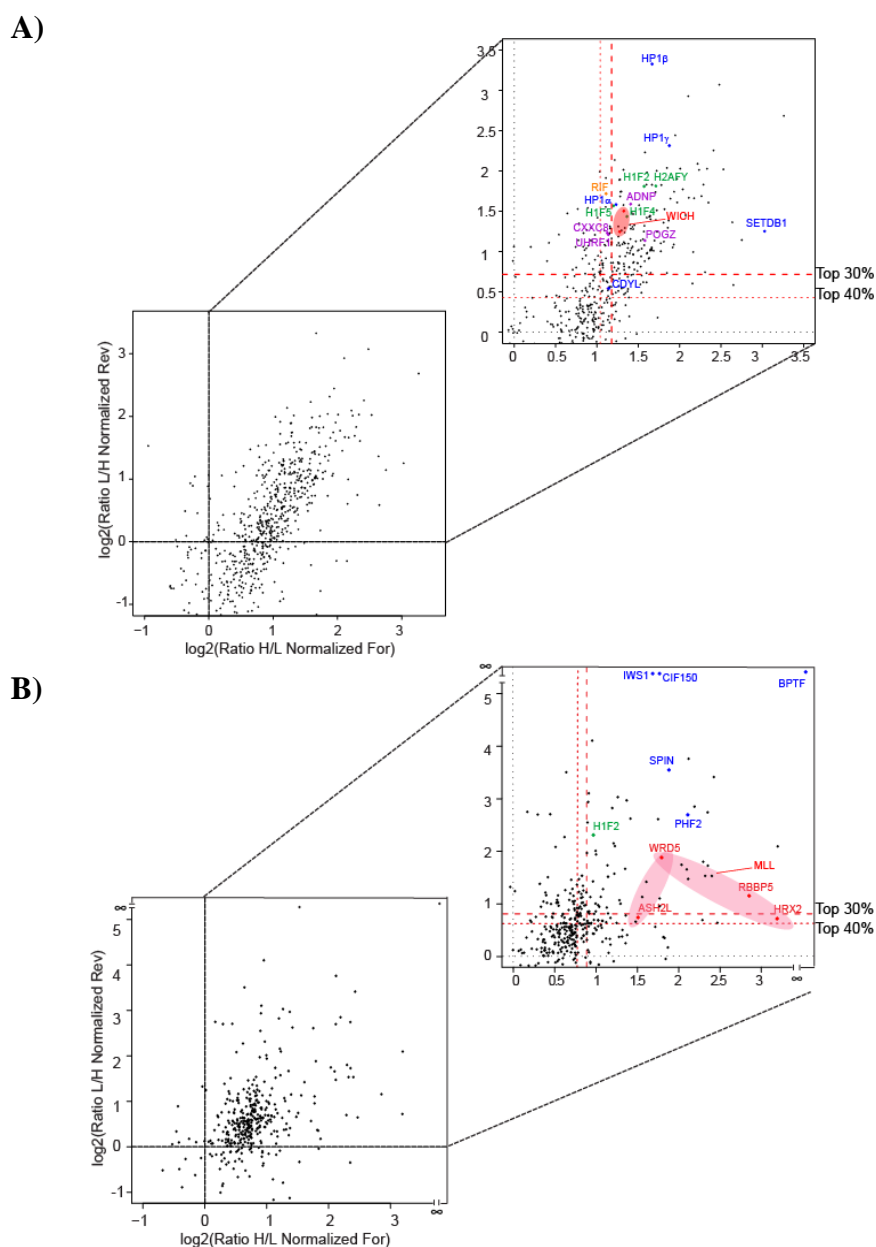 A)
3.5
3
2.5
2
1.5
1
0.5
0
HP1β
HP1γ
H1F2 H2AFY
RIF
ADNP
HP1α
H1F5 H1F4
WIOH
CXXC8
POGZ
UHRF1
SETDB1
CDYL
Top 30%
Top 40%
0 0.5 1 1.5 2 2.5 3 3.5
log2(Ratio L/H Normalized Rev)
3
2
1
0
-1
−1 0 1 2 3
log2(Ratio H/L Normalized For)
B)
∞
5
4
3
2
1
0
IWS1 CIF150
BPTF
SPIN
PHF2
H1F2
WRD5
MLL
RBBP5
ASH2L
HRX2
Top 30%
Top 40%
0 0.5 1 1.5 2 2.5 3 ∞
log2(Ratio L/H Normalized Rev)
∞
5
4
3
2
1
0
-1
−1 0 1 2 3 ∞
log2(Ratio H/L Normalized For)